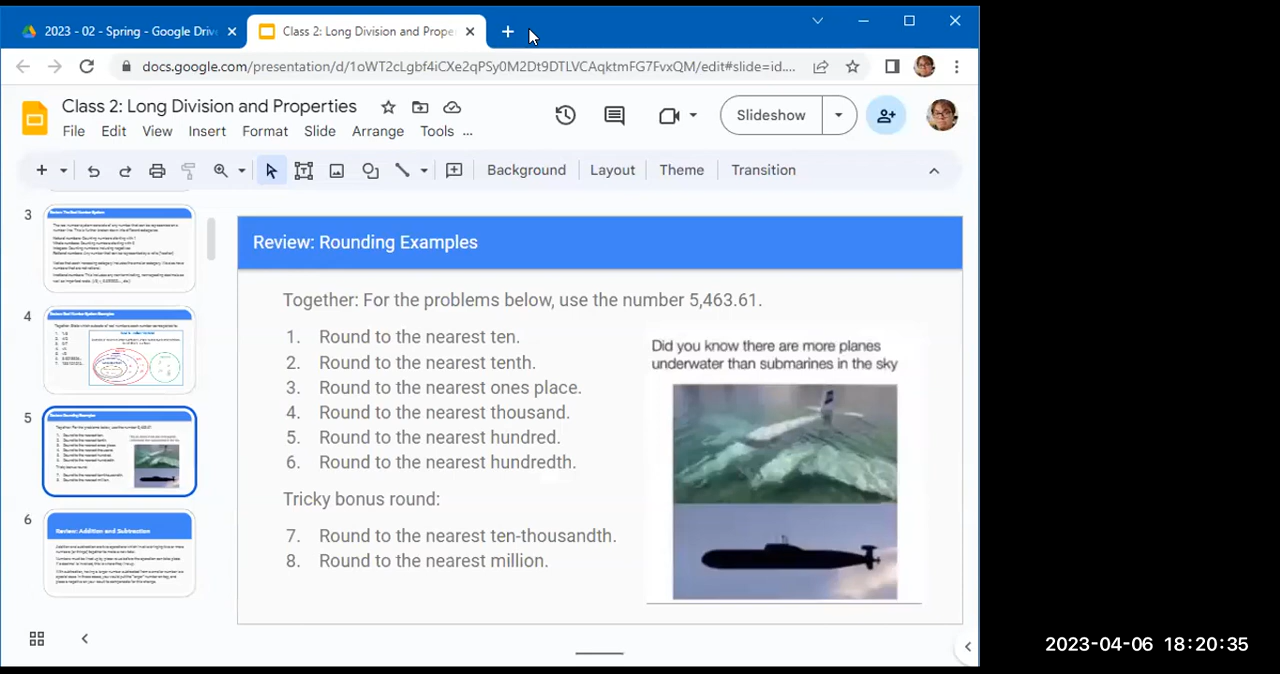 2023 - 02 - Spring - Google Driv
Class 2: Long Division and Prope
docs.google.com/presentation/d/1oWT2cLgbf4iCXe2qPSy0M2Dt9DTLVCAqktmFG7FvxQM/edit#slide=id....
Class 2: Long Division and Properties
File Edit View Insert Format Slide Arrange Tools ...
Slideshow
Background Layout Theme Transition
3
4
5
6
Review: Addition and Subtraction
Review: Rounding Examples
Together: For the problems below, use the number 5,463.61.
1. Round to the nearest ten.
2. Round to the nearest tenth.
3. Round to the nearest ones place.
4. Round to the nearest thousand.
5. Round to the nearest hundred.
6. Round to the nearest hundredth.
Tricky bonus round:
7. Round to the nearest ten-thousandth.
8. Round to the nearest million.
Did you know there are more planes
underwater than submarines in the sky
2023-04-06 18:20:35